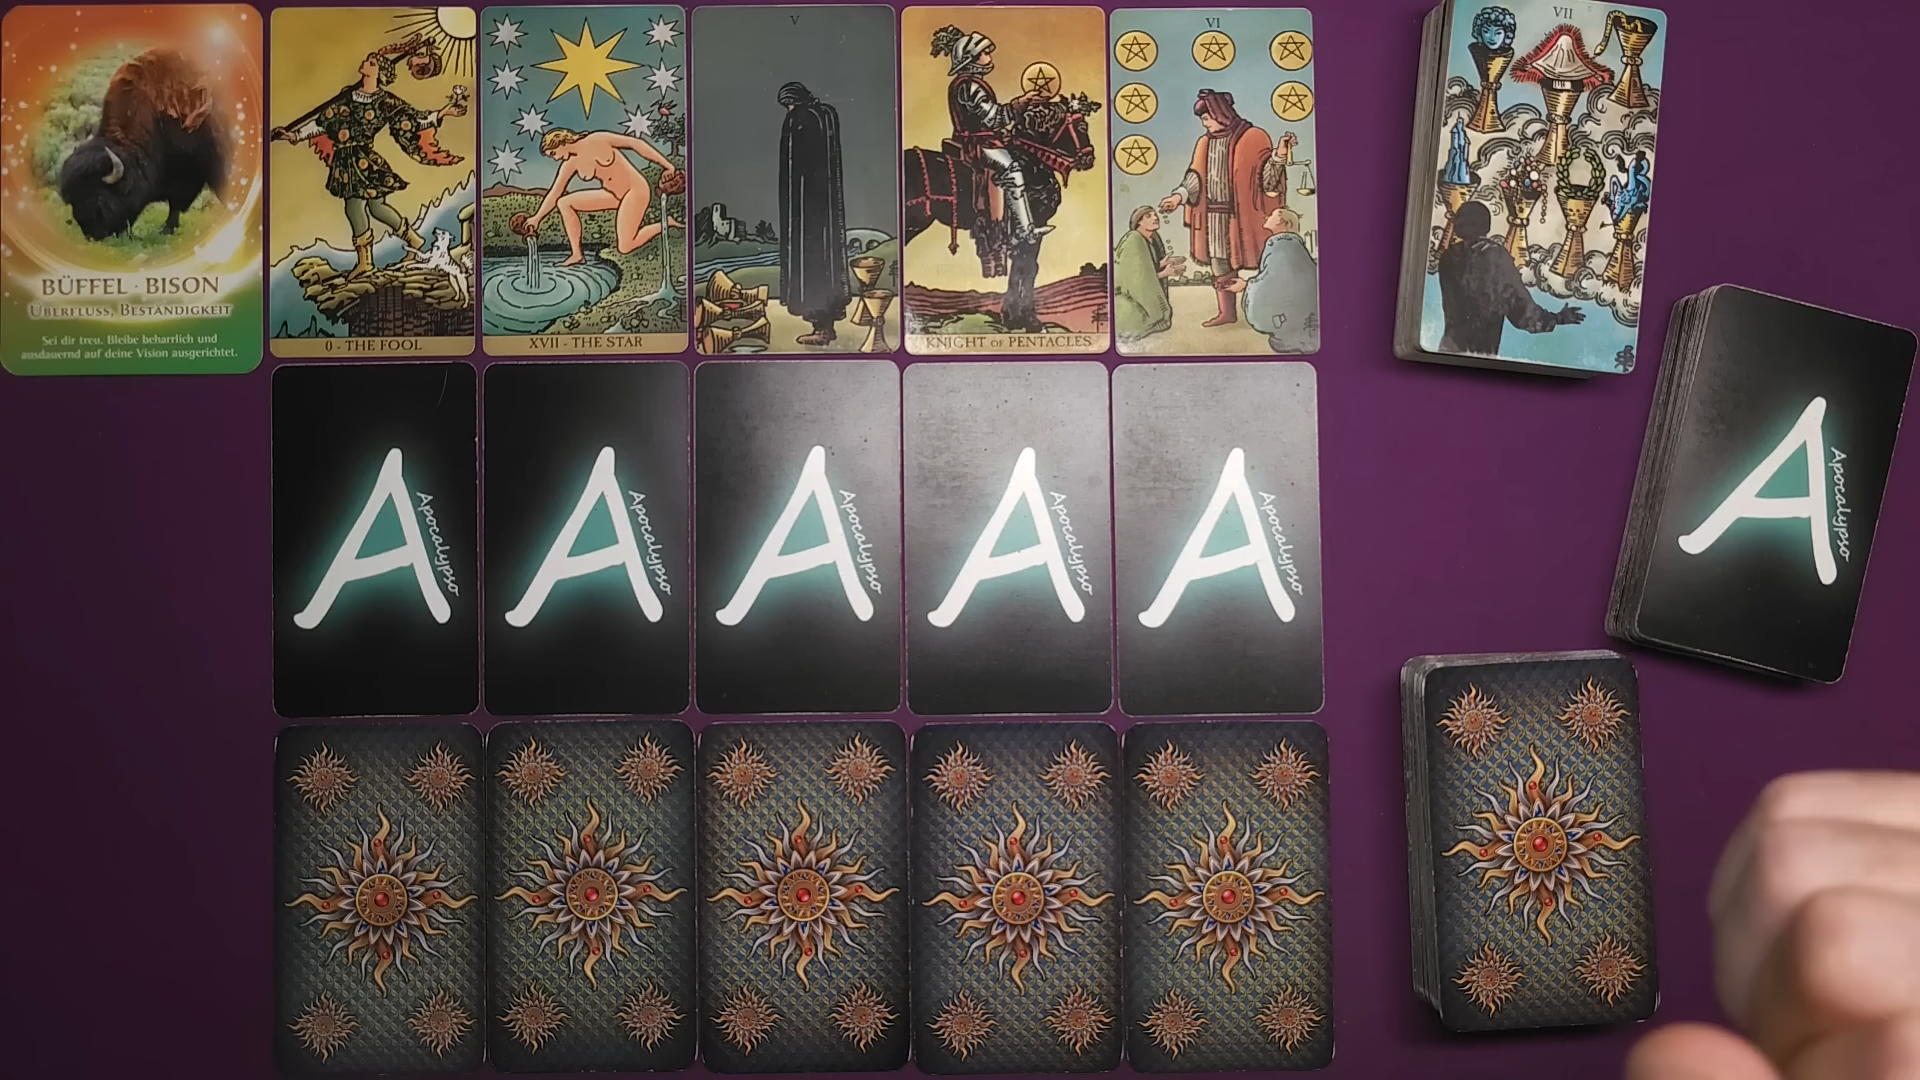 BÜFFEL · BISON
ÜBERFLUSS, BESTÄNDIGKEIT
Sei dir treu. Bleibe beharrlich und
ausdauernd auf deine Vision ausgerichtet.
0 - THE FOOL
XVII - THE STAR
V
KNIGHT OF PENTACLES
VI
VII
A
Apocalypso
A
Apocalypso
A
Apocalypso
A
Apocalypso
A
Apocalypso
A
Apocalypso